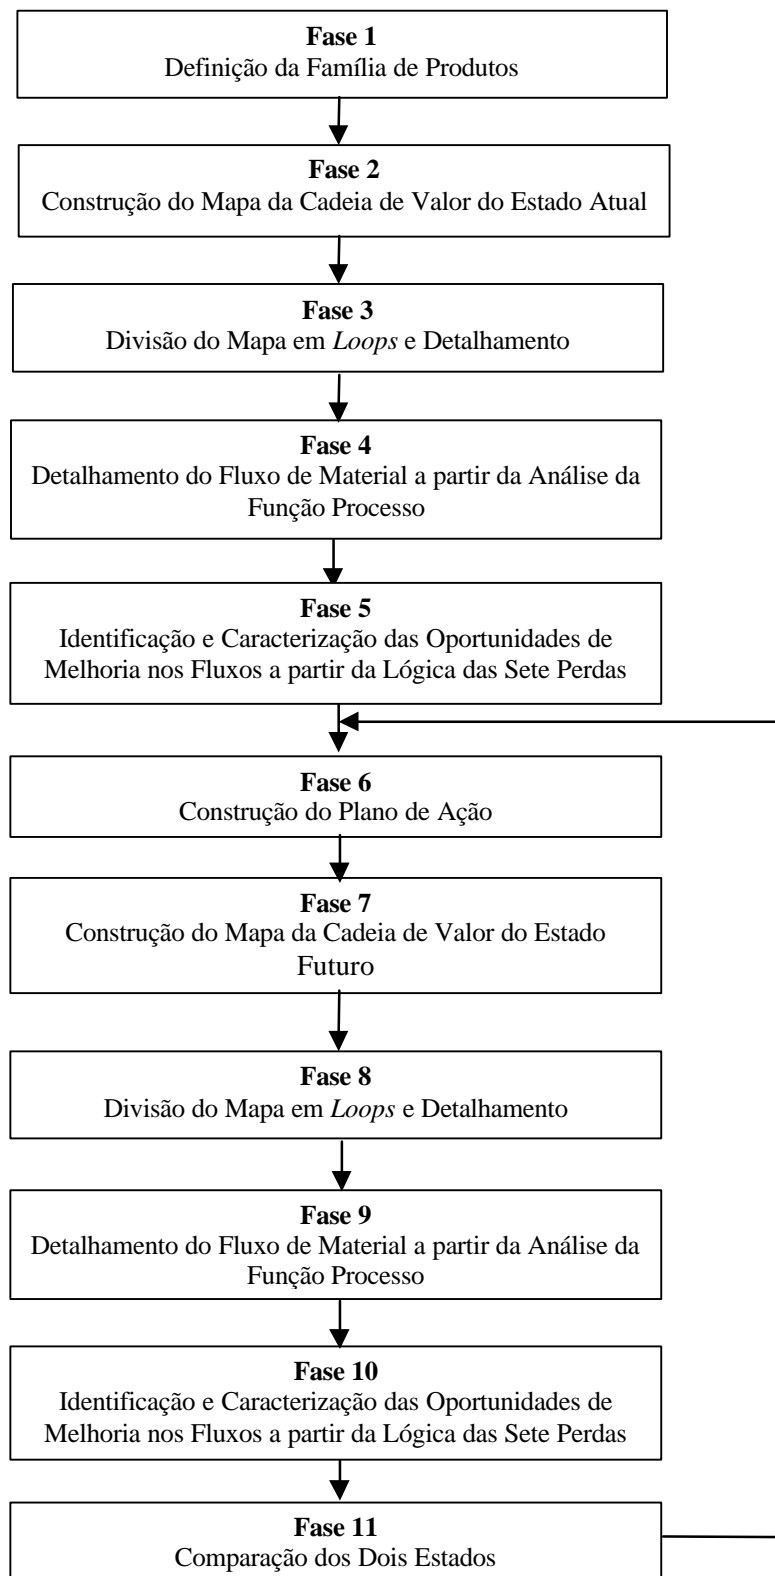 Fase 1
Definição da Família de Produtos
Fase 2
Construção do Mapa da Cadeia de Valor do Estado Atual
Fase 3
Divisão do Mapa em Loops e Detalhamento
Fase 4
Detalhamento do Fluxo de Material a partir da Análise da
Função Processo
Fase 5
Identificação e Caracterização das Oportunidades de
Melhoria nos Fluxos a partir da Lógica das Sete Perdas
Fase 6
Construção do Plano de Ação
Fase 7
Construção do Mapa da Cadeia de Valor do Estado
Futuro
Fase 8
Divisão do Mapa em Loops e Detalhamento
Fase 9
Detalhamento do Fluxo de Material a partir da Análise da
Função Processo
Fase 10
Identificação e Caracterização das Oportunidades de
Melhoria nos Fluxos a partir da Lógica das Sete Perdas
Fase 11
Comparação dos Dois Estados